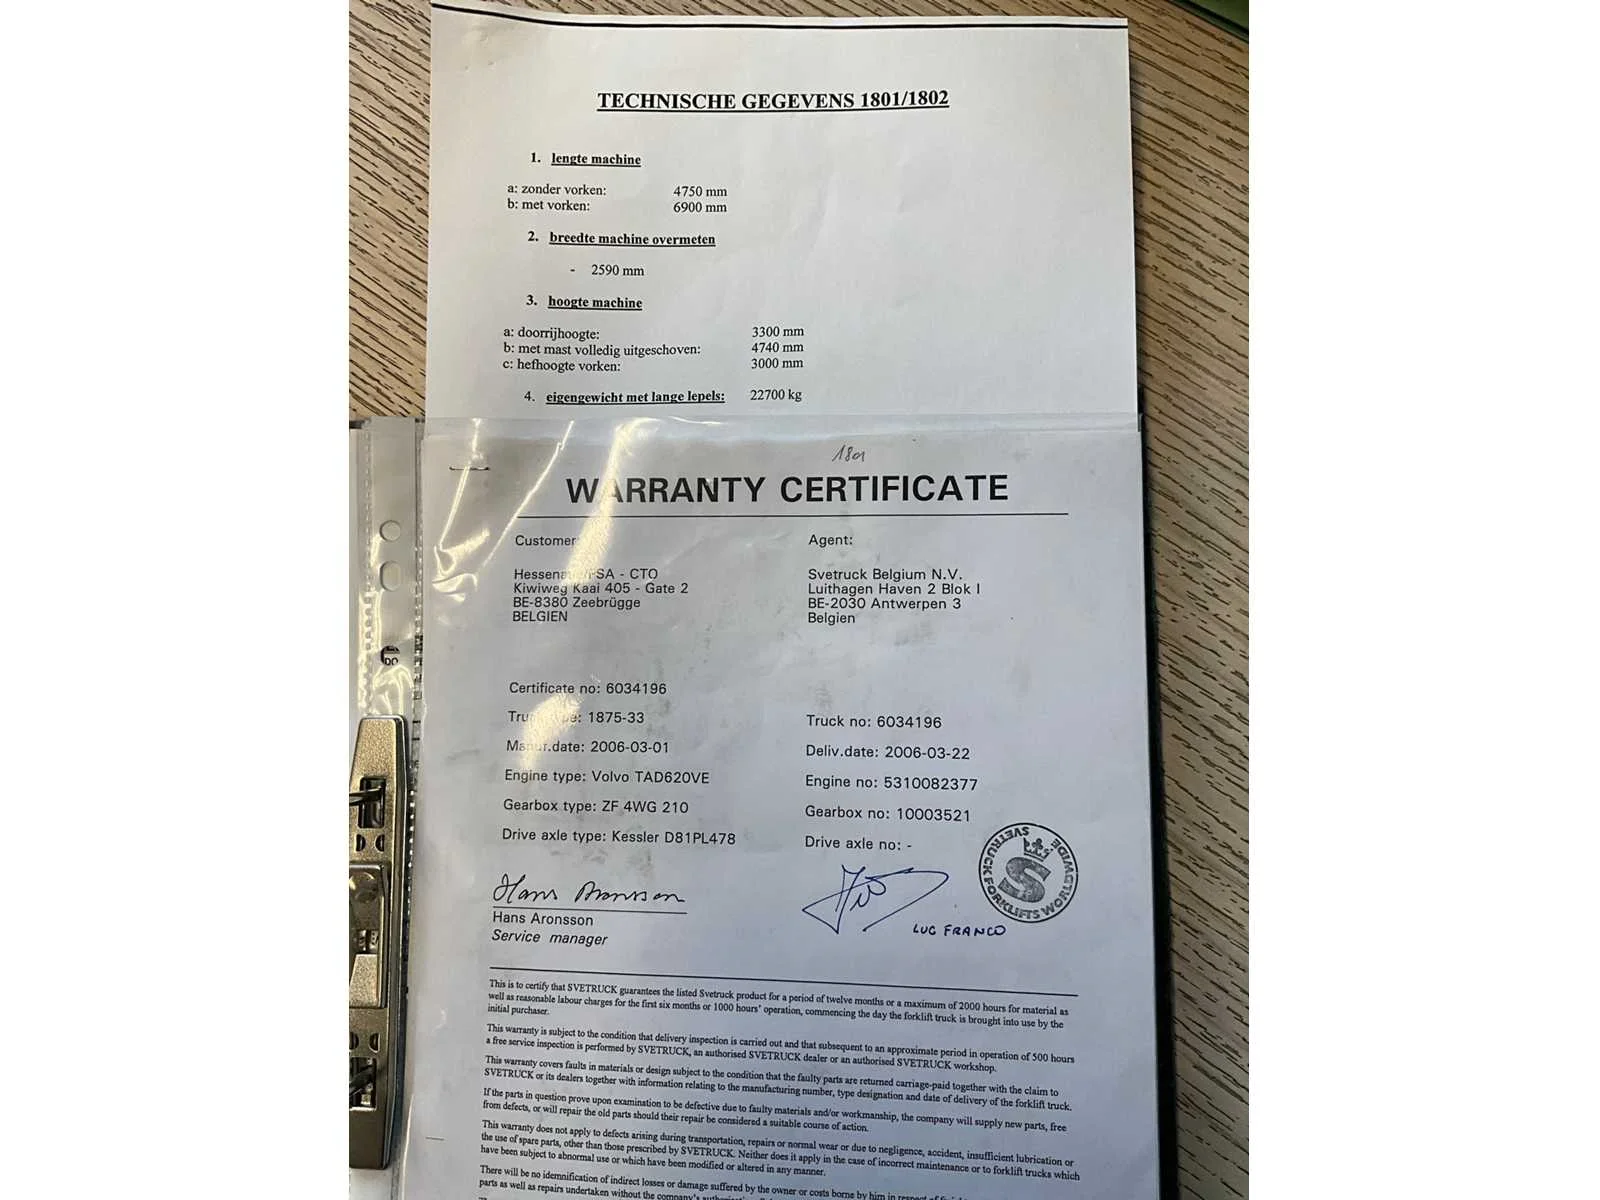 TECHNISCHE GEGEVENS 1801/1802
1. lengte machine
a: zonder vorken: 4750 mm
b: met vorken: 6900 mm
2. breedte machine overmeten
- 2590 mm
3. hoogte machine
a: doorrijhoogte: 3300 mm
b: met mast volledig uitgeschoven: 4740 mm
c: hefhoogte vorken: 3000 mm
4. eigengewicht met lange lepels: 22700 kg
1801
WARRANTY CERTIFICATE
Customer Agent:
SA - CTO Svetruck Belgium N.V.
Kiwiweg Kaai 405 - Gate 2 Luithagen Haven 2 Blok I
BE-8380 Zeebrügge BE-2030 Antwerpen 3
BELGIEN Belgien
Certificate no: 6034196
Truck type: 1875-33 Truck no: 6034196
Manuf.date: 2006-03-01 Deliv.date: 2006-03-22
Engine type: Volvo TAD620VE Engine no: 5310082377
Gearbox type: ZF 4WG 210 Gearbox no: 10003521
Drive axle type: Kessler D81PL478 Drive axle no: -
SVETRUCK FORKLIFTS WORLDWIDE
S
Hans Aronsson
Hans Aronsson
LUC FRANCO
Service manager
This is to certify that SVETRUCK guarantees the listed Svetruck product for a period of twelve months or a maximum of 2000 hours for material as
well as reasonable labour charges for the first six months or 1000 hours' operation, commencing the day the forklift truck is brought into use by the
initial purchaser.
This warranty is subject to the condition that delivery inspection is carried out and that subsequent to an approximate period in operation of 500 hours
a free service inspection is performed by SVETRUCK, an authorised SVETRUCK dealer or an authorised SVETRUCK workshop.
This warranty covers faults in materials or design subject to the condition that the faulty parts are returned carriage-paid together with the claim to
SVETRUCK or its dealers together with information relating to the manufacturing number, type designation and date of delivery of the forklift truck.
If the parts in question prove upon examination to be defective due to faulty materials and/or workmanship, the company will supply new parts, free
from defects, or will repair the old parts should their repair be considered a suitable course of action.
This warranty does not apply to defects arising during transportation, repairs or normal wear or due to negligence, accident, insufficient lubrication or
the use of spare parts, other than those prescribed by SVETRUCK. Neither does it apply in the case of incorrect maintenance or to forklift trucks which
have been subject to abnormal use or which have been modified or altered in any manner.
There will be no idemnification of indirect losses or damage suffered by the owner or costs borne by him in respect of
parts as well as repairs undertaken without the company's